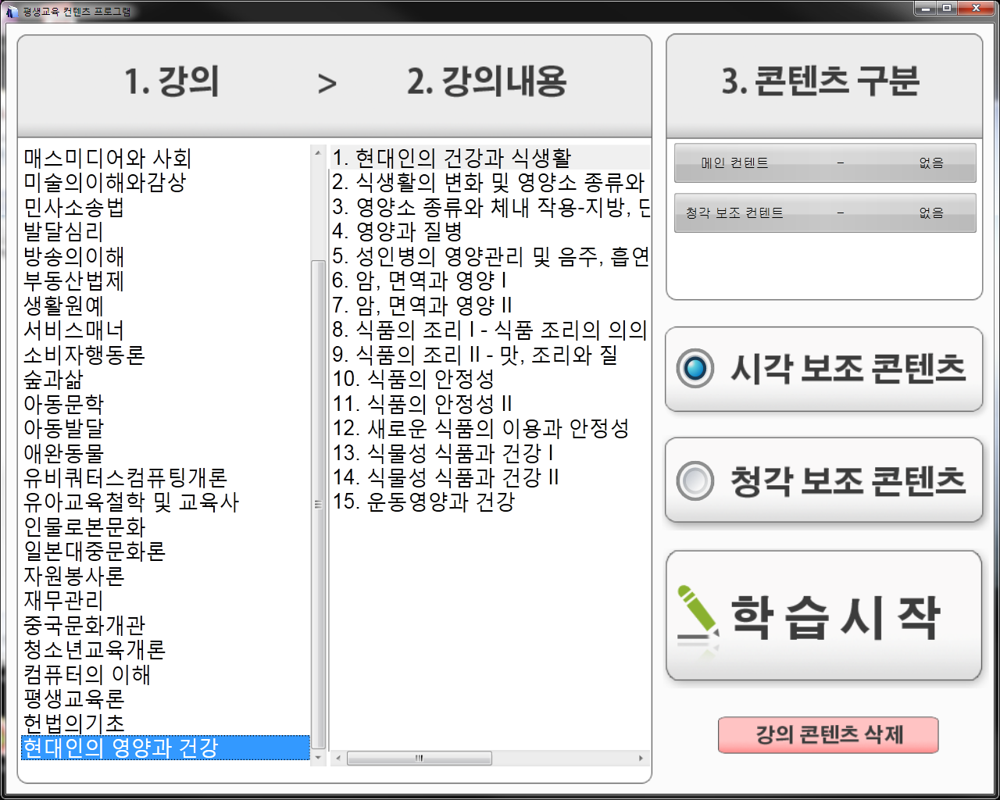 평생교육 컨텐츠 프로그램
1. 강의 > 2. 강의내용
매스미디어와 사회
미술의이해와감상
민사소송법
발달심리
방송의이해
부동산법제
생활원예
서비스매너
소비자행동론
숲과삶
아동문학
아동발달
애완동물
유비쿼터스컴퓨팅개론
유아교육철학 및 교육사
인물로본문화
일본대중문화론
자원봉사론
재무관리
중국문화개관
청소년교육개론
컴퓨터의 이해
평생교육론
헌법의기초
현대인의 영양과 건강
1. 현대인의 건강과 식생활
2. 식생활의 변화 및 영양소 종류와
3. 영양소 종류와 체내 작용-지방, 단
4. 영양과 질병
5. 성인병의 영양관리 및 음주, 흡연
6. 암, 면역과 영양 I
7. 암, 면역과 영양 II
8. 식품의 조리 I - 식품 조리의 의의
9. 식품의 조리 II - 맛, 조리와 질
10. 식품의 안정성
11. 식품의 안정성 II
12. 새로운 식품의 이용과 안정성
13. 식물성 식품과 건강 I
14. 식물성 식품과 건강 II
15. 운동영양과 건강
3. 콘텐츠 구분
메인 컨텐트 – 없음
청각 보조 컨텐트 – 없음
시각 보조 콘텐츠
청각 보조 콘텐츠
학 습 시 작
강의 콘텐츠 삭제